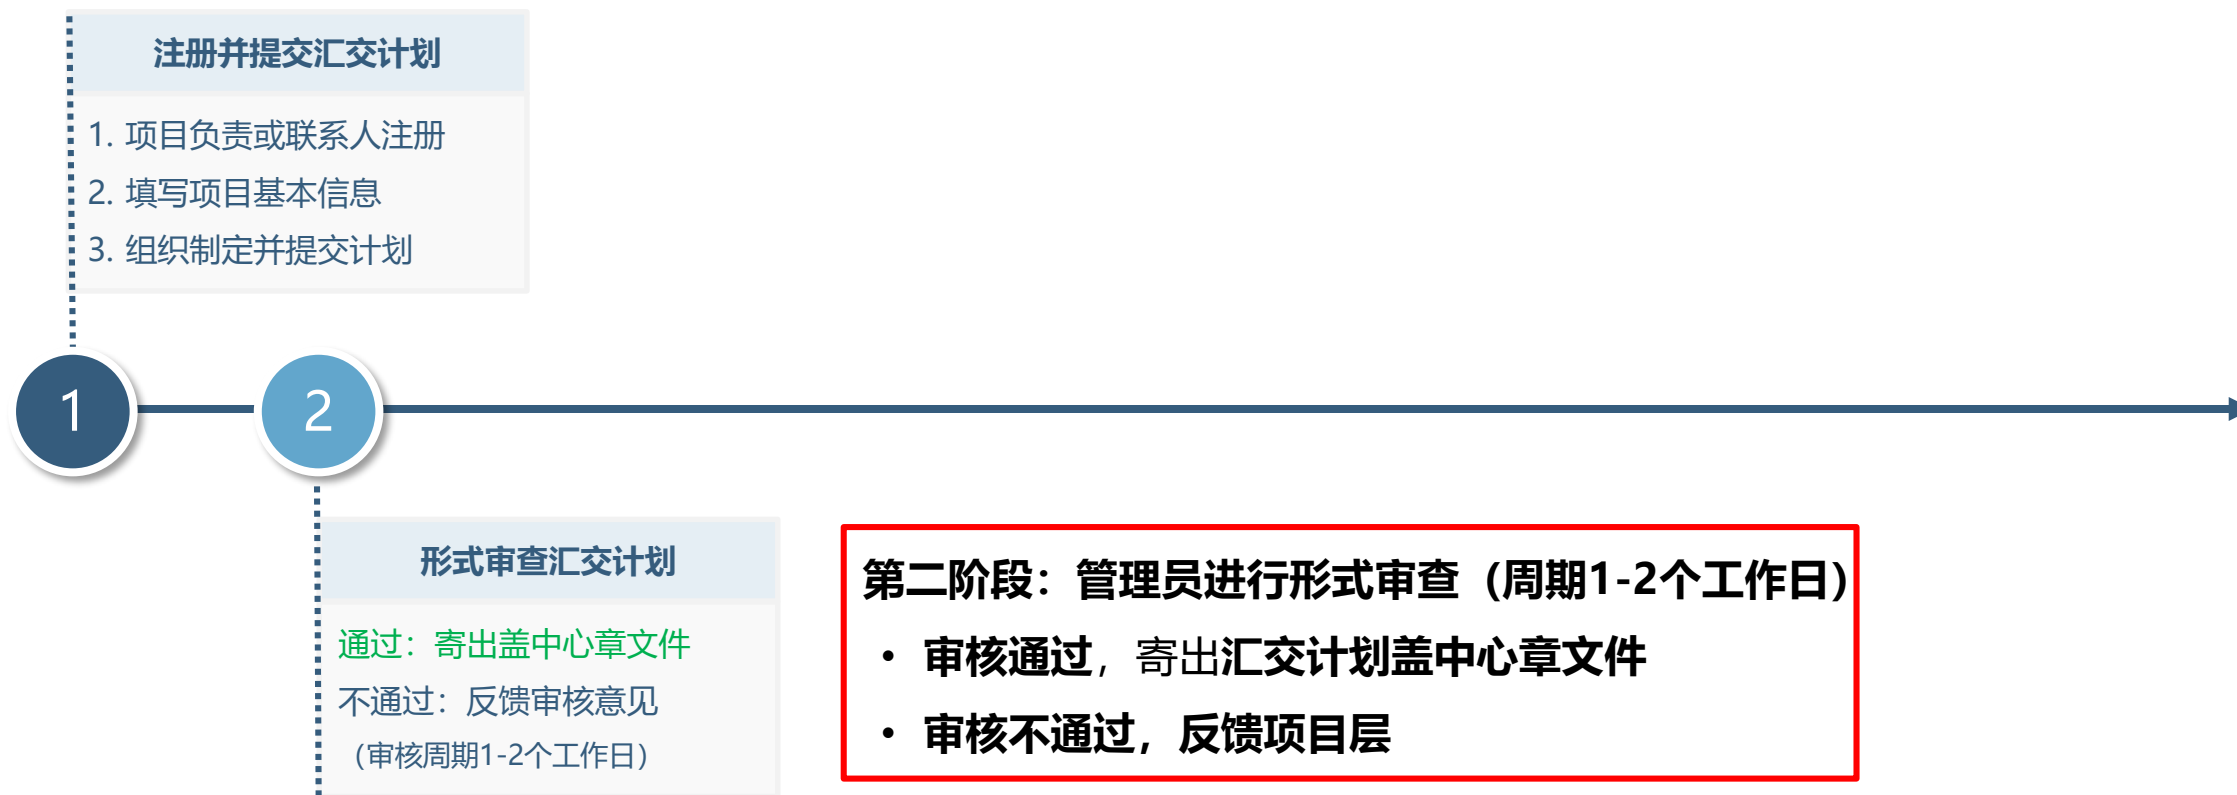 注册并提交汇交计划
1. 项目负责或联系人注册
2. 填写项目基本信息
3. 组织制定并提交计划
1
2
形式审查汇交计划
通过：寄出盖中心章文件
不通过：反馈审核意见
（审核周期1-2个工作日）
第二阶段：管理员进行形式审查（周期1-2个工作日）
• 审核通过，寄出汇交计划盖中心章文件
• 审核不通过，反馈项目层